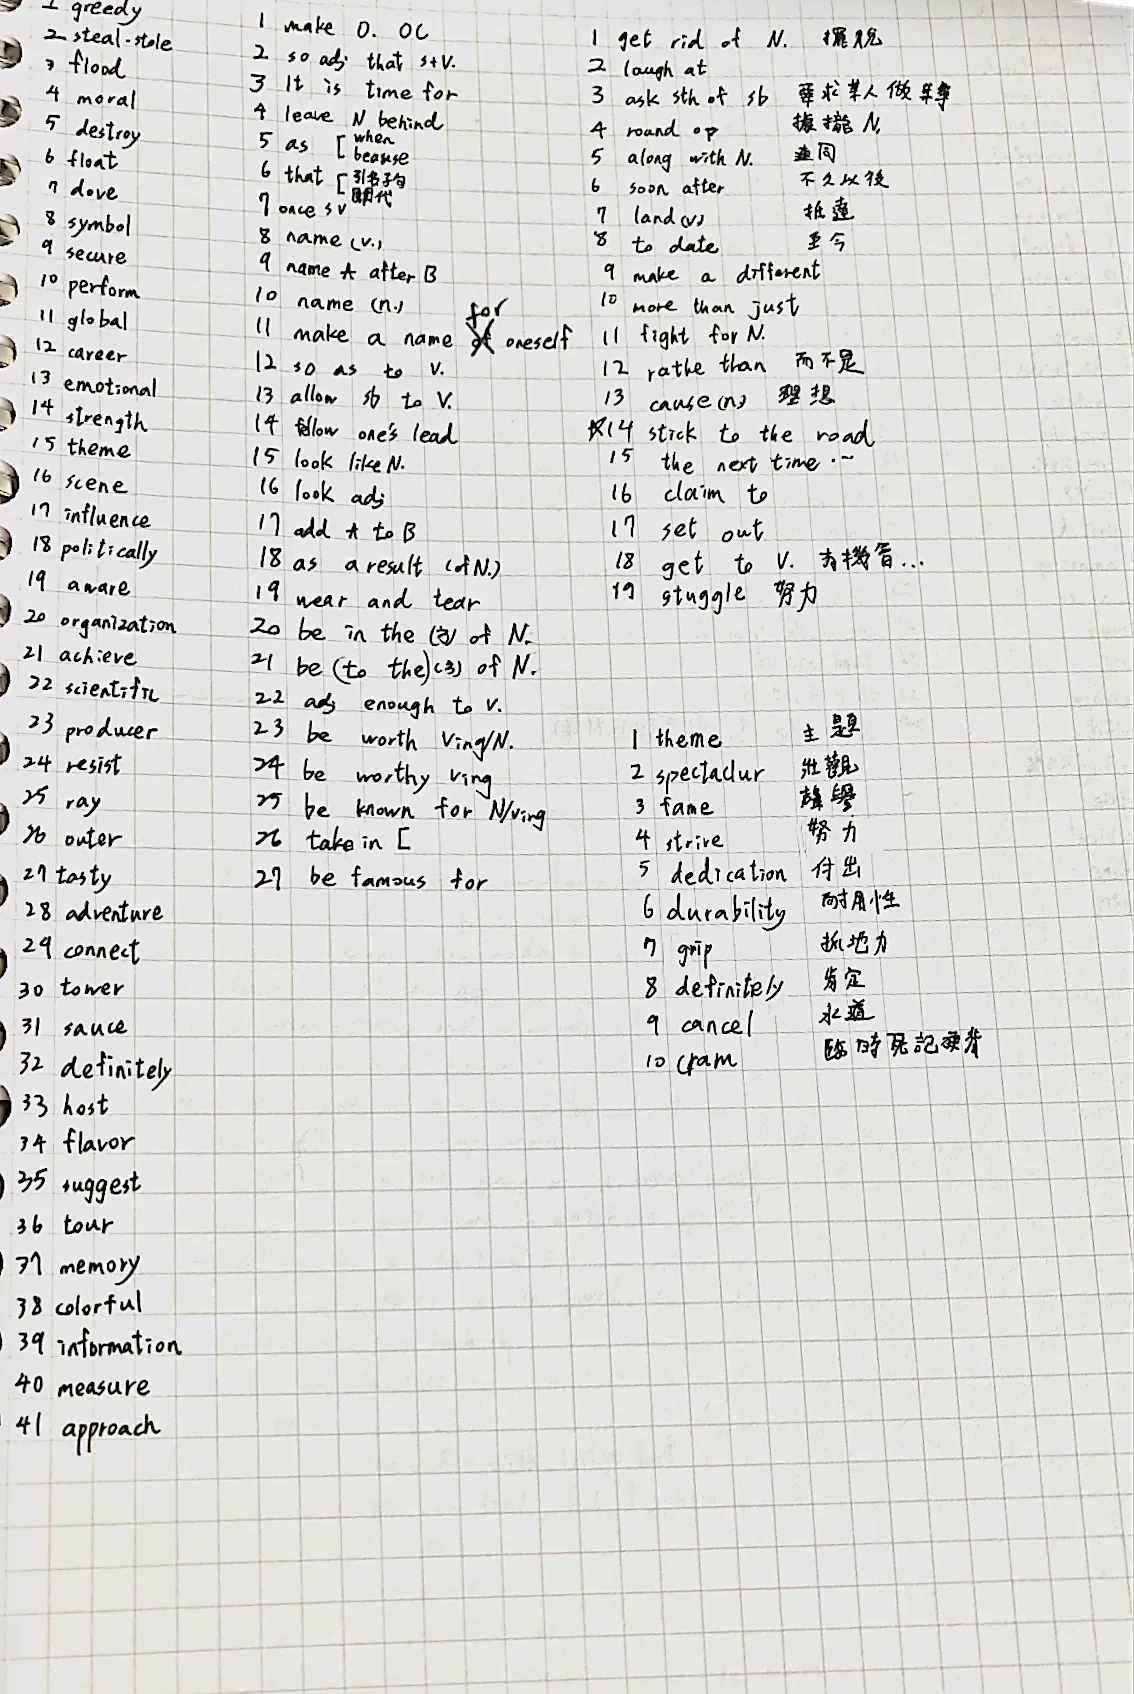 1 greedy
2 steal-stole
3 flood
4 moral
5 destroy
6 float
7 dove
8 symbol
9 secure
10 perform
11 global
12 career
13 emotional
14 strength
15 theme
16 scene
17 influence
18 politically
19 aware
20 organization
21 achieve
22 scientific
23 producer
24 resist
25 ray
26 outer
27 tasty
28 adventure
29 connect
30 tower
31 sauce
32 definitely
33 host
34 flavor
35 suggest
36 tour
37 memory
38 colorful
39 information
40 measure
41 approach
1 make O. OC
2 so adj that s+v.
3 It is time for
4 leave N behind
5 as [ when
beacuse
6 that [ 引名子句
關代
7 once sv
8 name (v.)
9 name A after B
10 name (n.)
11 make a name for oneself
12 so as to v.
13 allow sb to v.
14 follow one's lead
15 look like N.
16 look adj
17 add A to B
18 as a result (of N.)
19 wear and tear
20 be in the (名) of N.
21 be (to the) (名) of N.
22 adj enough to v.
23 be worth Ving/N.
24 be worthy ving
25 be known for N/ving
26 take in [
27 be famous for
1 get rid of N. 擺脫
2 laugh at
3 ask sth of sb 要求某人做某事
4 round op 據攏 N.
5 along with N. 連同
6 soon after 不久以後
7 land (v) 抵達
8 to date 至今
9 make a different
10 more than just
11 fight for N.
12 rathe than 而不是
13 cause (n) 理想
☆14 stick to the road
15 the next time ...
16 claim to
17 set out
18 get to V. 有機會...
19 stuggle 努力
1 theme 主題
2 spectaclur 壯觀
3 fame 聲譽
4 strive 努力
5 dedication 付出
6 durability 耐用性
7 grip 抓地力
8 definitely 肯定
9 cancel 水道
10 cram 臨時死記硬背